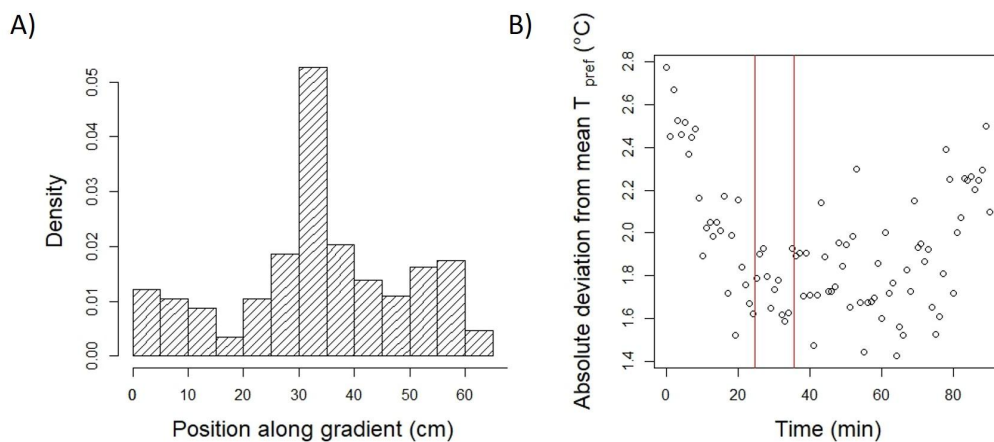 A)
Density
0.00 0.01 0.02 0.03 0.04 0.05
0 10 20 30 40 50 60
Position along gradient (cm)
B)
Absolute deviation from mean T pref (°C)
1.4 1.6 1.8 2.0 2.2 2.4 2.6 2.8
0 20 40 60 80
Time (min)